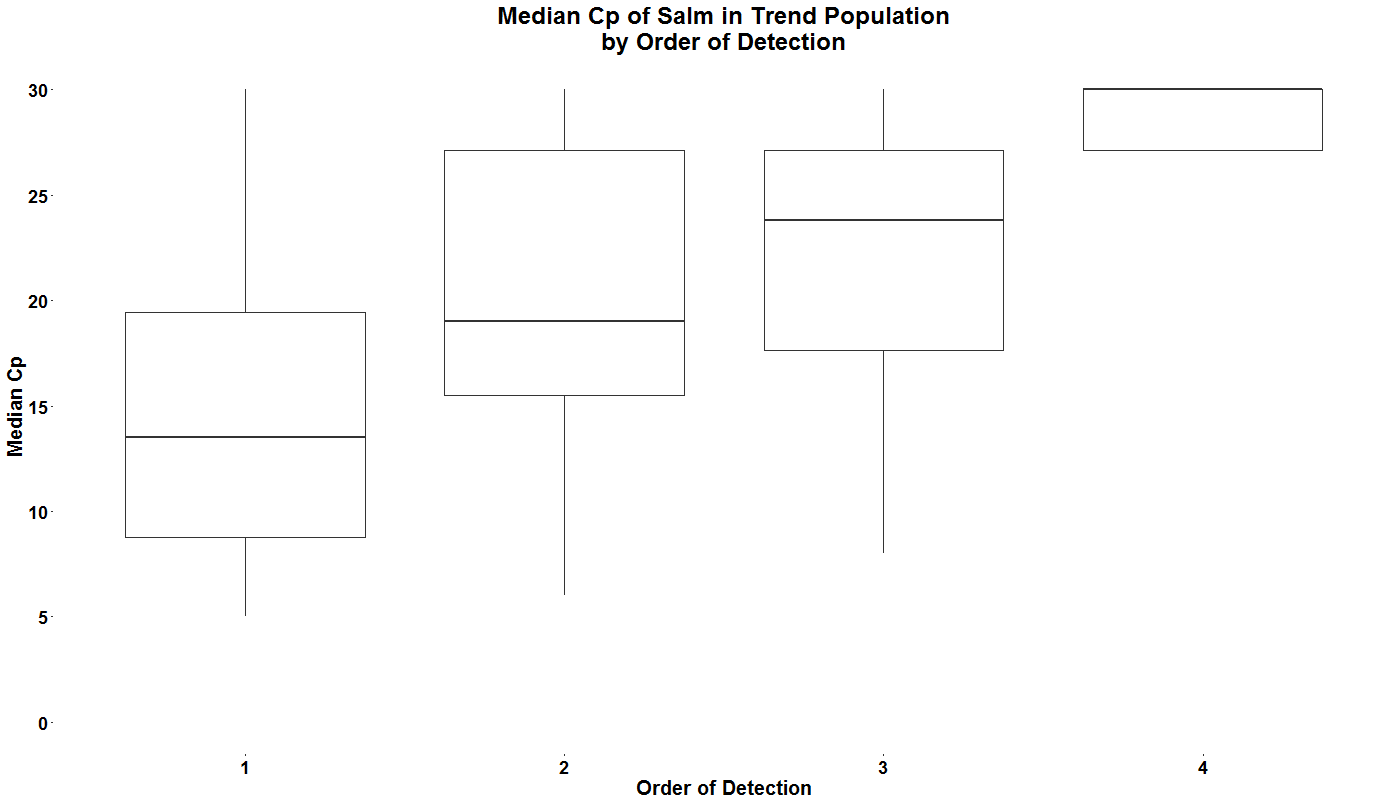 Median Cp of Salm in Trend Population
by Order of Detection
30
25
20
15
10
5
0
Median Cp
1 2 3 4
Order of Detection